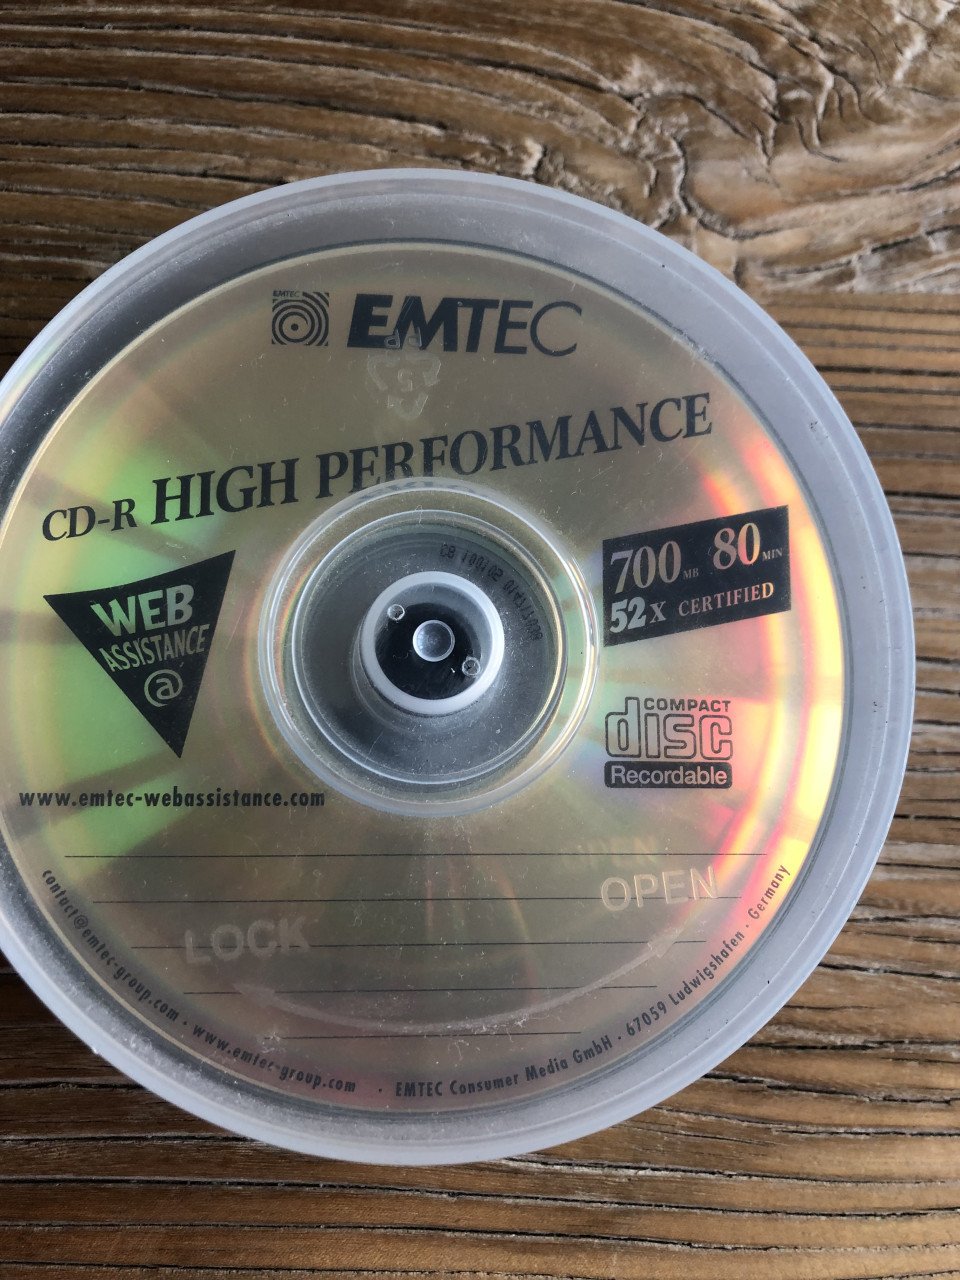 EMTEC
EMTEC
5
CD-R HIGH PERFORMANCE
700 MB 80 MIN
52X CERTIFIED
WEB
ASSISTANCE
@
www.emtec-webassistance.com
COMPACT
disc
Recordable
OPEN
LOCK
contact@emtec-group.com · www.emtec-group.com · EMTEC Consumer Media GmbH · 67059 Ludwigshafen · Germany